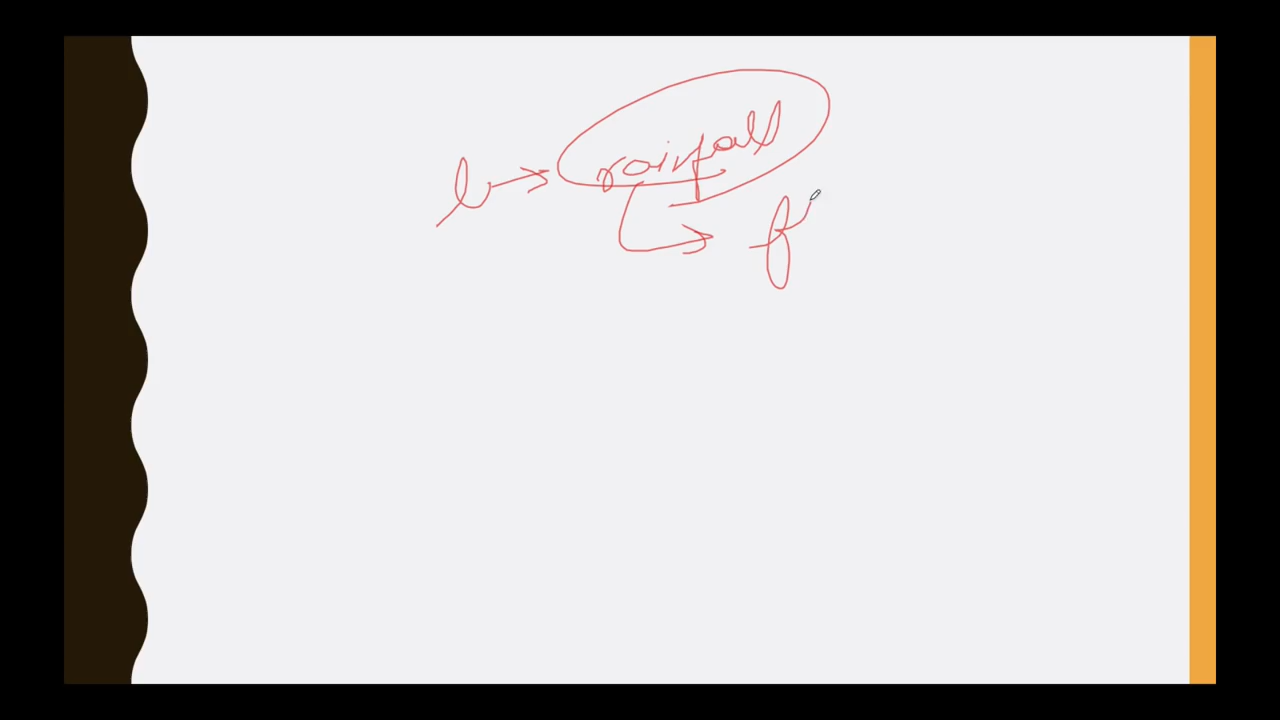 l → rainfall
→ f